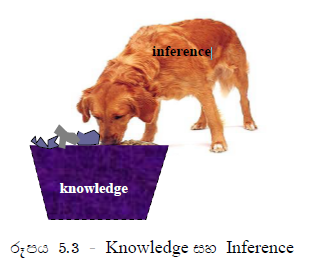 inference
knowledge
රූපය 5.3 - Knowledge සහ Inference